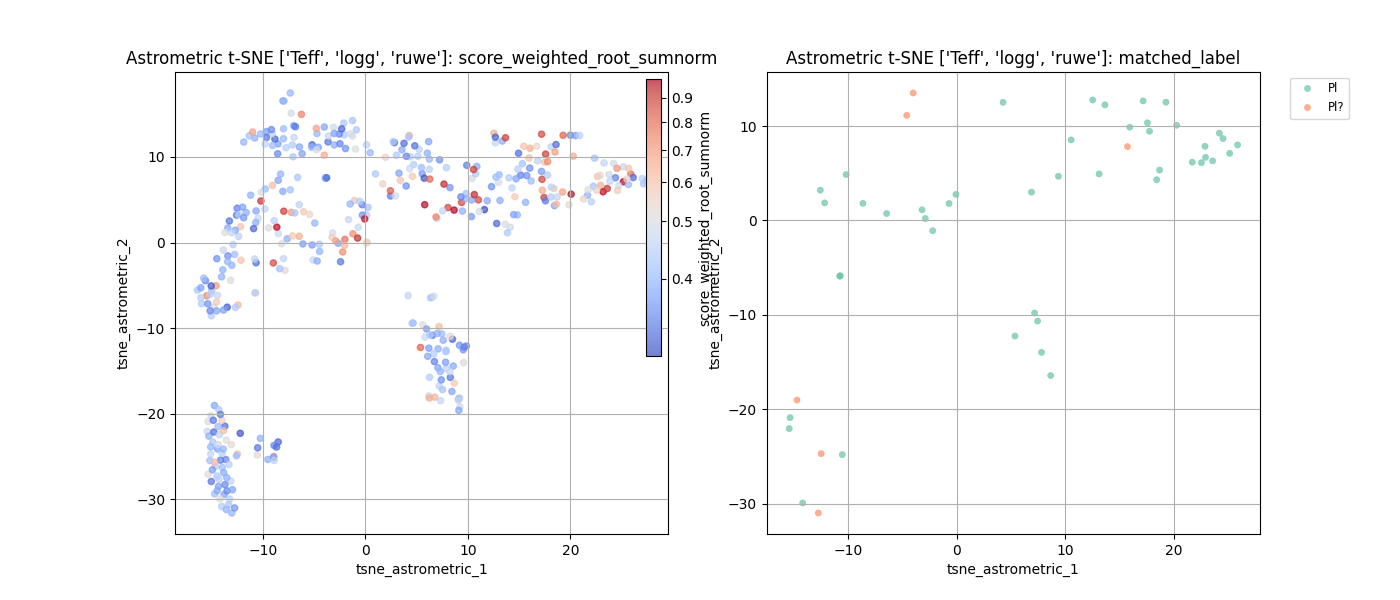 Astrometric t-SNE ['Teff', 'logg', 'ruwe']: score_weighted_root_sumnorm
Astrometric t-SNE ['Teff', 'logg', 'ruwe']: matched_label
tsne_astrometric_2
10
0
−10
−20
−30
−10
0
10
20
tsne_astrometric_1
0.9
0.8
0.7
0.6
0.5
0.4
score_weighted_root_sumnorm
tsne_astrometric_2
10
0
−10
−20
−30
−10
0
10
20
tsne_astrometric_1
Pl
Pl?